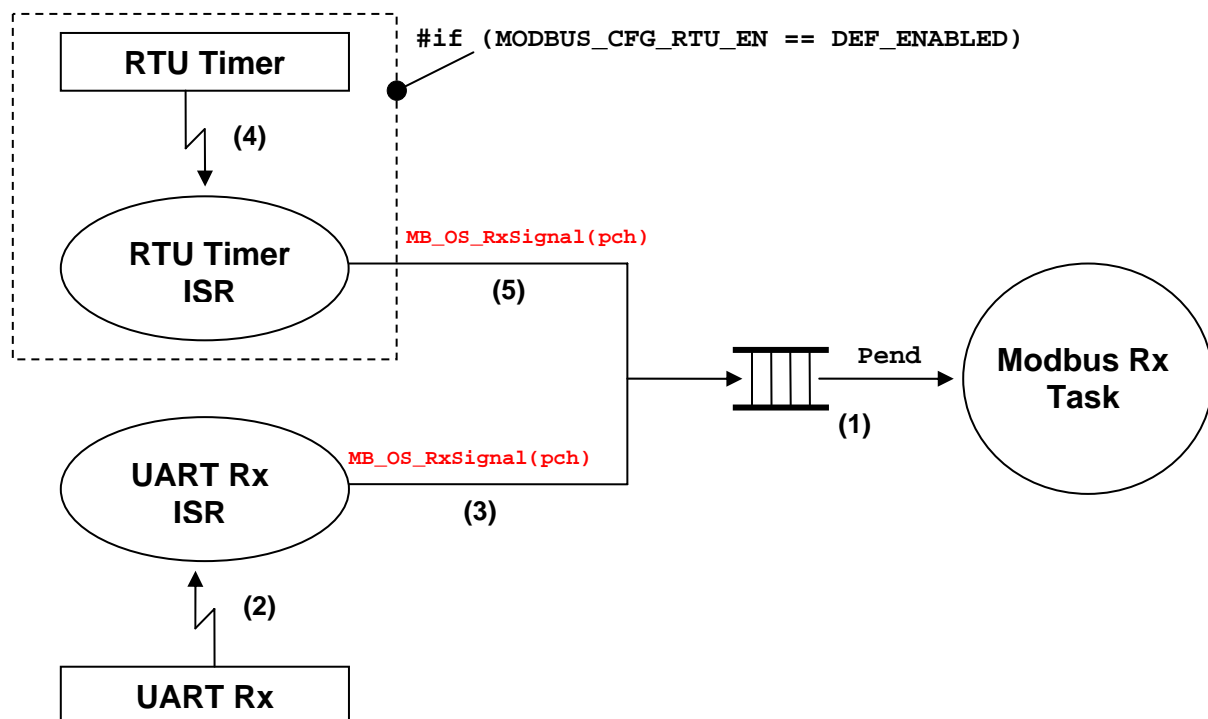 #if (MODBUS_CFG_RTU_EN == DEF_ENABLED)
RTU Timer
(4)
RTU Timer
ISR
MB_OS_RxSignal(pch)
(5)
Pend
Modbus Rx
Task
(1)
UART Rx
ISR
MB_OS_RxSignal(pch)
(3)
(2)
UART Rx